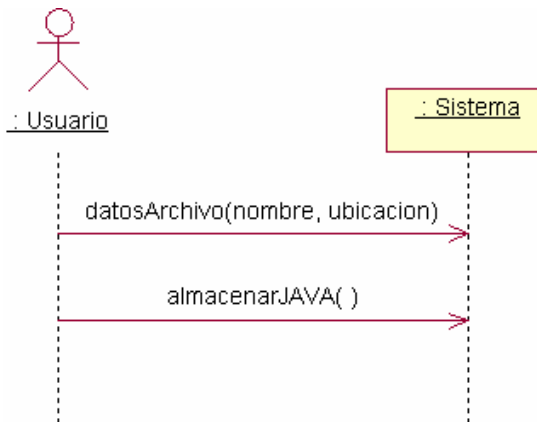 : Usuario
: Sistema
datosArchivo(nombre, ubicacion)
almacenarJAVA( )